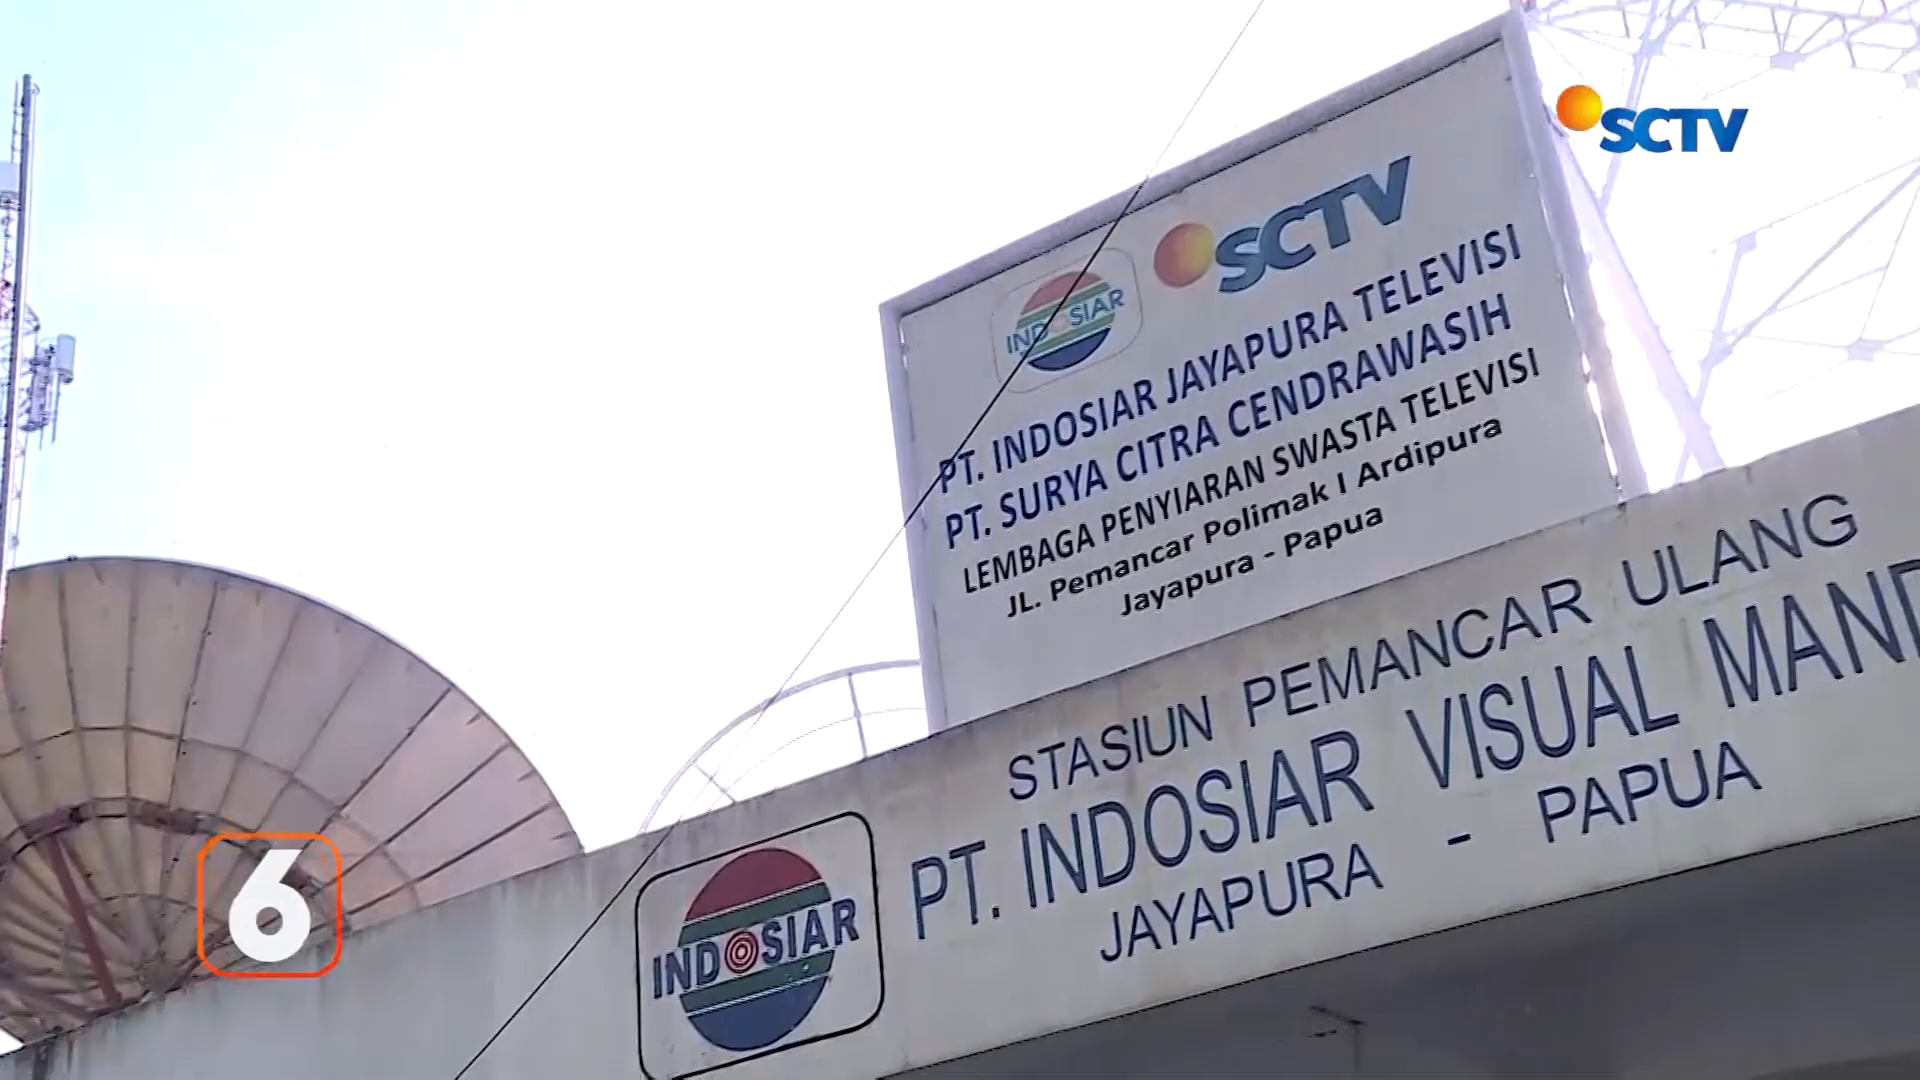 SCTV
INDOSIAR
SCTV
PT. INDOSIAR JAYAPURA TELEVISI
PT. SURYA CITRA CENDRAWASIH
LEMBAGA PENYIARAN SWASTA TELEVISI
JL. Pemancar Polimak I Ardipura
Jayapura - Papua
STASIUN PEMANCAR ULANG
PT. INDOSIAR VISUAL
JAYAPURA - PAPUA
INDOSIAR
6